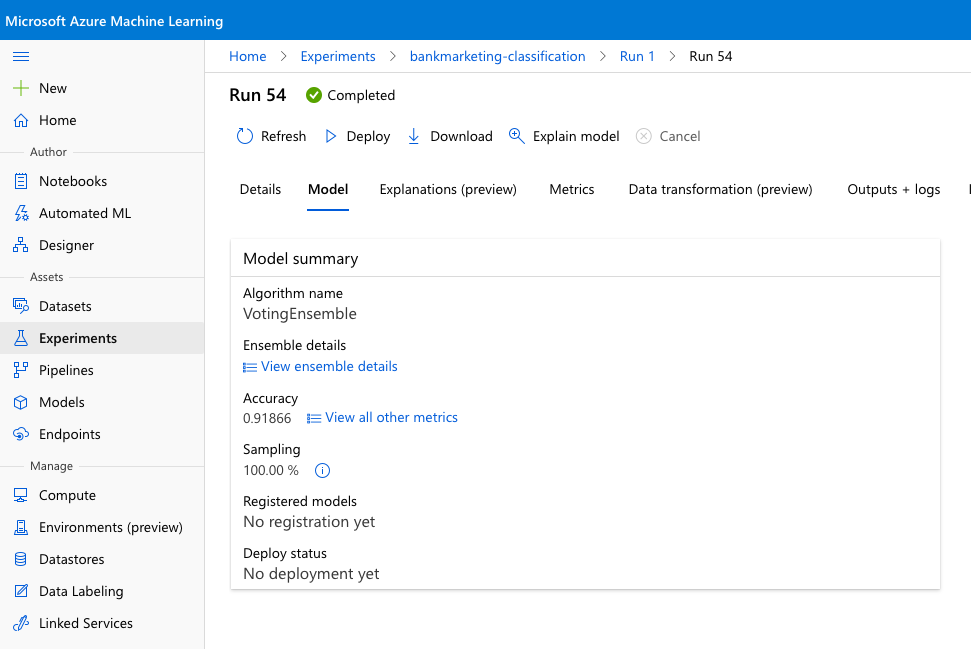 Microsoft Azure Machine Learning
Home > Experiments > bankmarketing-classification > Run 1 > Run 54
New
Home
Author
Notebooks
Automated ML
Designer
Assets
Datasets
Experiments
Pipelines
Models
Endpoints
Manage
Compute
Environments (preview)
Datastores
Data Labeling
Linked Services
Run 54 Completed
Refresh Deploy Download Explain model Cancel
Details Model Explanations (preview) Metrics Data transformation (preview) Outputs + logs
Model summary
Algorithm name
VotingEnsemble
Ensemble details
View ensemble details
Accuracy
0.91866 View all other metrics
Sampling
100.00 %
Registered models
No registration yet
Deploy status
No deployment yet